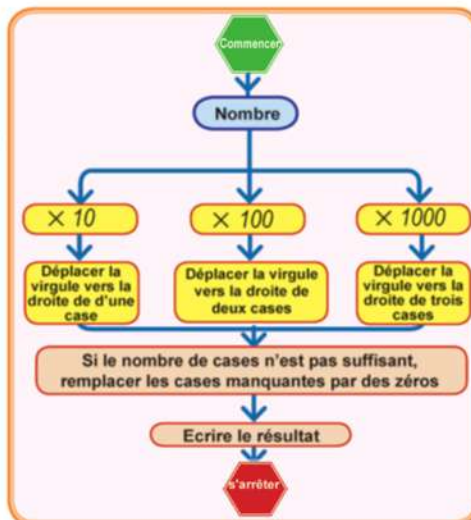 Commencer
Nombre
× 10
× 100
× 1000
Déplacer la
virgule vers la
droite de d'une
case
Déplacer la virgule
vers la droite de
deux cases
Déplacer la
virgule vers la
droite de trois
cases
Si le nombre de cases n'est pas suffisant,
remplacer les cases manquantes par des zéros
Ecrire le résultat
s'arrêter